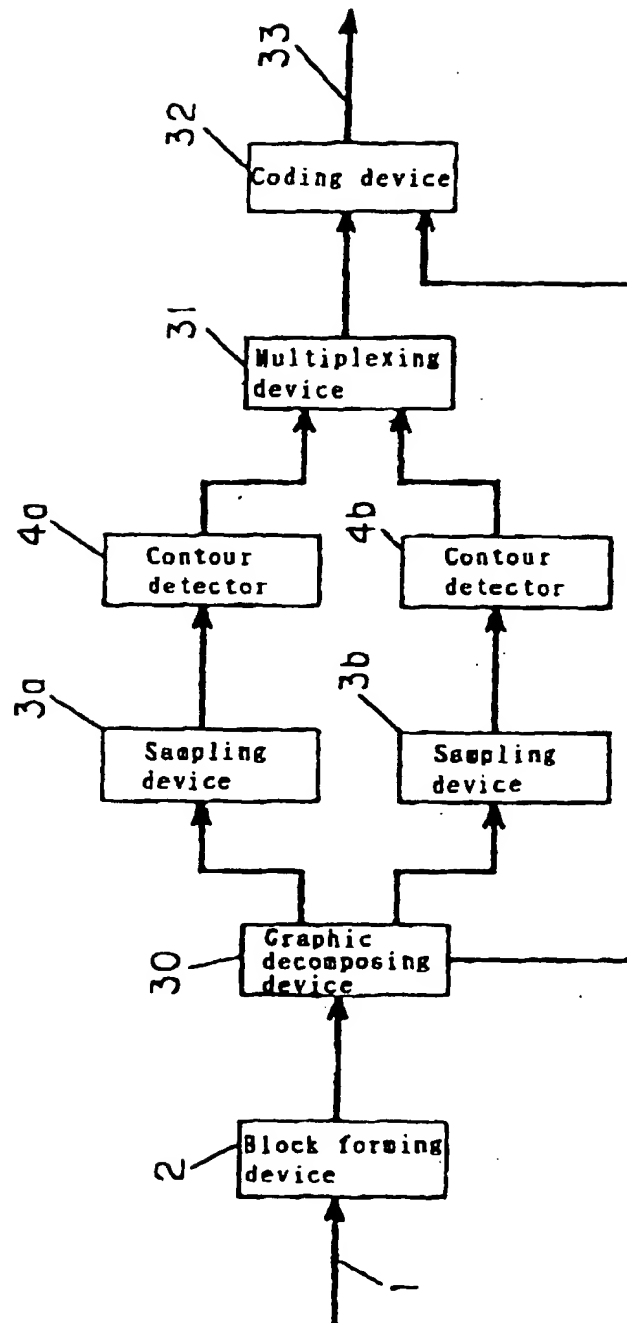 33
32
Coding device
31
Multiplexing
device
4a
Contour
detector
4b
Contour
detector
3a
Sampling
device
3b
Sampling
device
30
Graphic
decomposing
device
2
Block forming
device
1